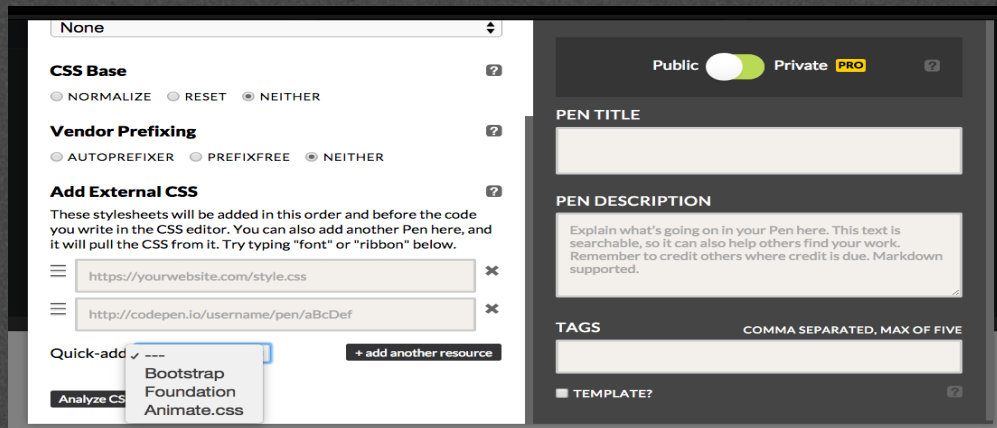 None
CSS Base
?
NORMALIZE RESET NEITHER
Vendor Prefixing
?
AUTOPREFIXER PREFIXFREE NEITHER
Add External CSS
?
These stylesheets will be added in this order and before the code
you write in the CSS editor. You can also add another Pen here, and
it will pull the CSS from it. Try typing "font" or "ribbon" below.
https://yourwebsite.com/style.css
http://codepen.io/username/pen/aBcDef
Quick-add
+ add another resource
---
Bootstrap
Foundation
Animate.css
Analyze CS
Public Private PRO
?
PEN TITLE
PEN DESCRIPTION
Explain what's going on in your Pen here. This text is
searchable, so it can also help others find your work.
Remember to credit others where credit is due. Markdown
supported.
TAGS COMMA SEPARATED, MAX OF FIVE
TEMPLATE?
?